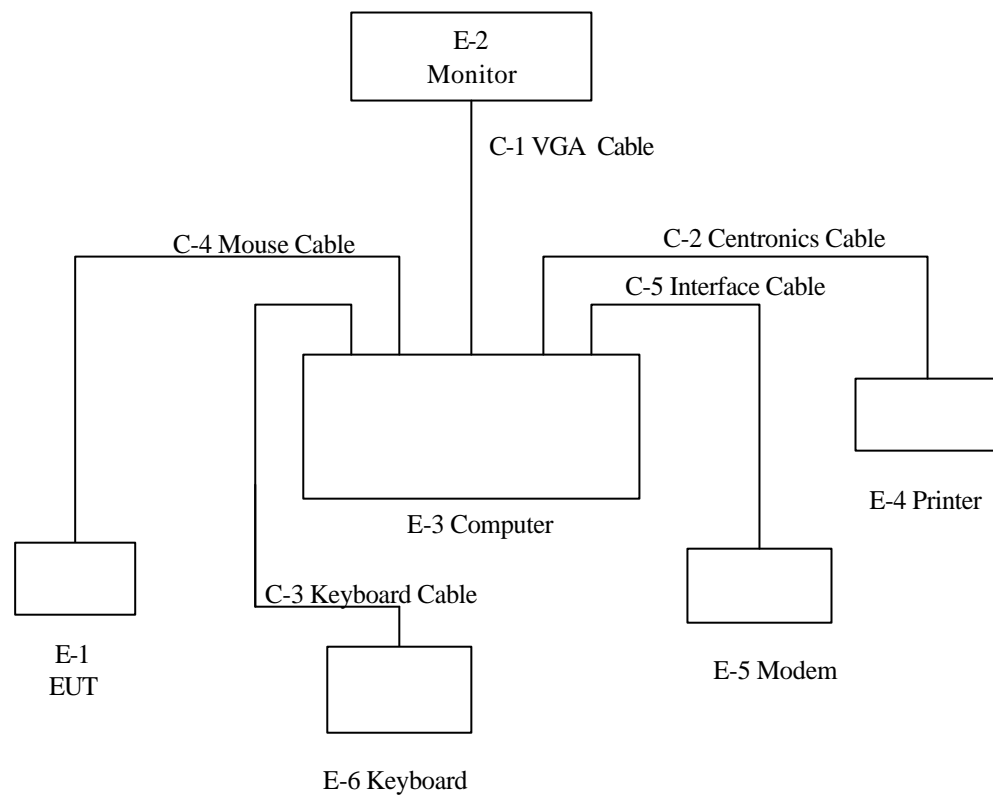 E-2
Monitor
C-1 VGA Cable
C-4 Mouse Cable
C-2 Centronics Cable
C-5 Interface Cable
E-4 Printer
E-3 Computer
C-3 Keyboard Cable
E-1
EUT
E-5 Modem
E-6 Keyboard